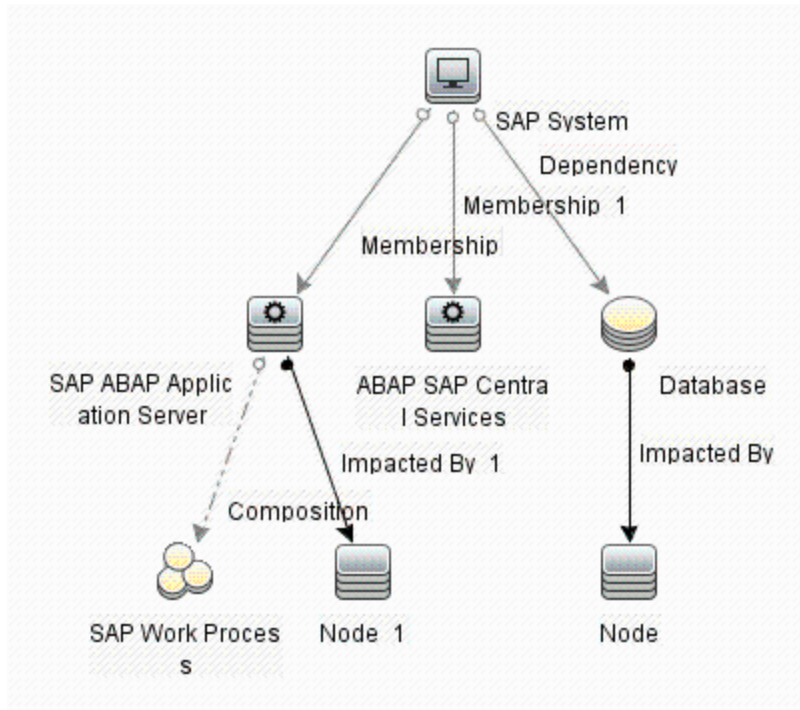 SAP System
Dependency
Membership 1
Membership
SAP ABAP Applic
ation Server
ABAP SAP Centra
l Services
Database
Impacted By 1
Impacted By
Composition
SAP Work Proces
s
Node 1
Node